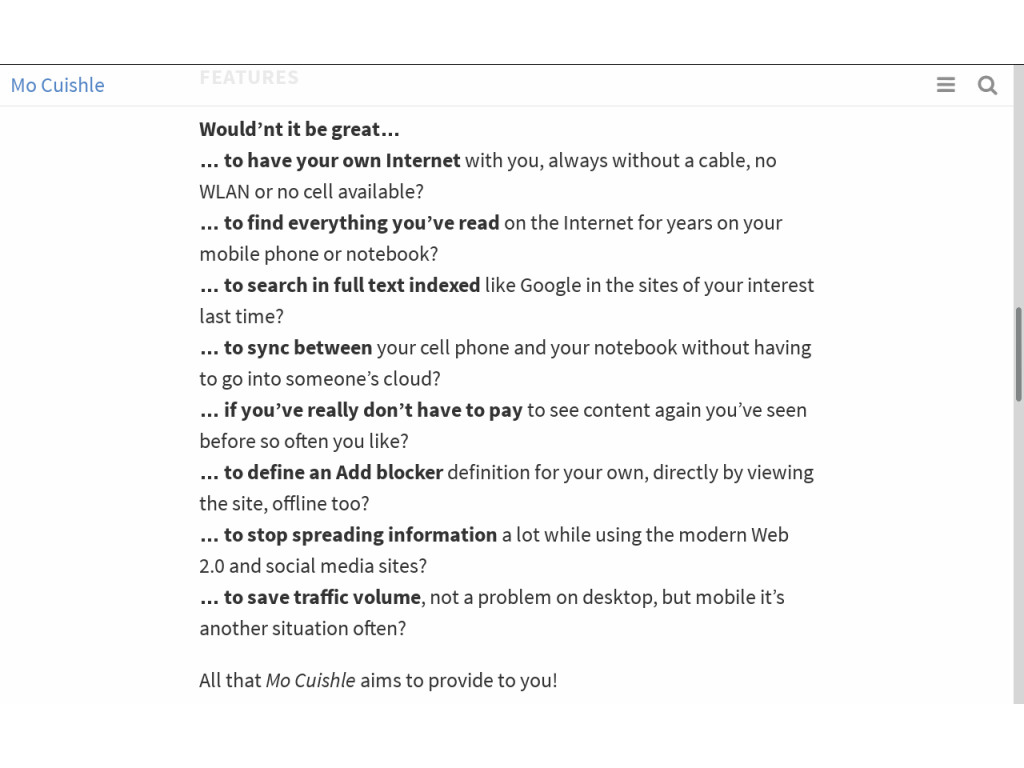 FEATURES
Mo Cuishle
Would’nt it be great…
… to have your own Internet with you, always without a cable, no
WLAN or no cell available?
… to find everything you’ve read on the Internet for years on your
mobile phone or notebook?
… to search in full text indexed like Google in the sites of your interest
last time?
… to sync between your cell phone and your notebook without having
to go into someone’s cloud?
… if you’ve really don’t have to pay to see content again you’ve seen
before so often you like?
… to define an Add blocker definition for your own, directly by viewing
the site, offline too?
… to stop spreading information a lot while using the modern Web
2.0 and social media sites?
… to save traffic volume, not a problem on desktop, but mobile it’s
another situation often?
All that Mo Cuishle aims to provide to you!